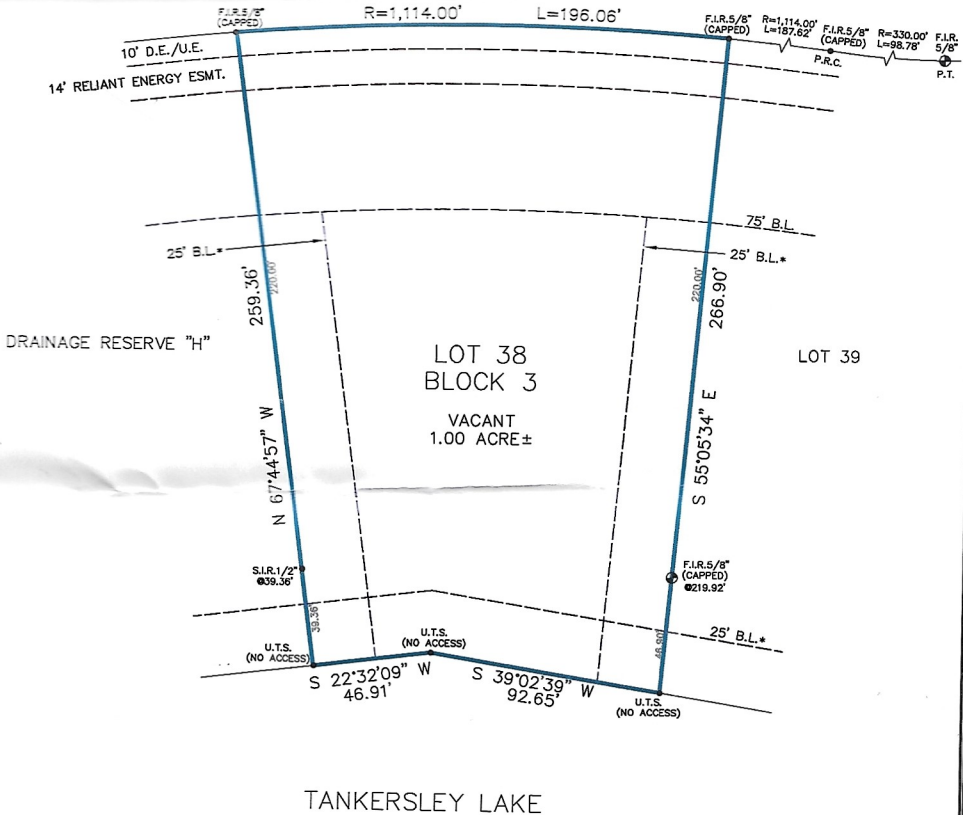 F.I.R.5/8"
(CAPPED)
R=1,114.00'
L=196.06'
F.I.R.5/8"
(CAPPED)
R=1,114.00'
L=187.62'
F.I.R.5/8"
(CAPPED)
P.R.C.
R=330.00'
L=98.78'
F.I.R.
5/8"
P.T.
10' D.E./U.E.
14' RELIANT ENERGY ESMT.
75' B.L.
25' B.L.*
25' B.L.*
259.36'
220.00'
220.00'
266.90'
DRAINAGE RESERVE "H"
LOT 38
BLOCK 3
VACANT
1.00 ACRE±
LOT 39
N 67°44'57" W
S 55°05'34" E
S.I.R.1/2"
@39.36'
F.I.R.5/8"
(CAPPED)
@219.92'
39.36'
46.90'
25' B.L.*
U.T.S.
(NO ACCESS)
U.T.S.
(NO ACCESS)
S 22°32'09" W
46.91'
S 39°02'39" W
92.65'
U.T.S.
(NO ACCESS)
TANKERSLEY LAKE